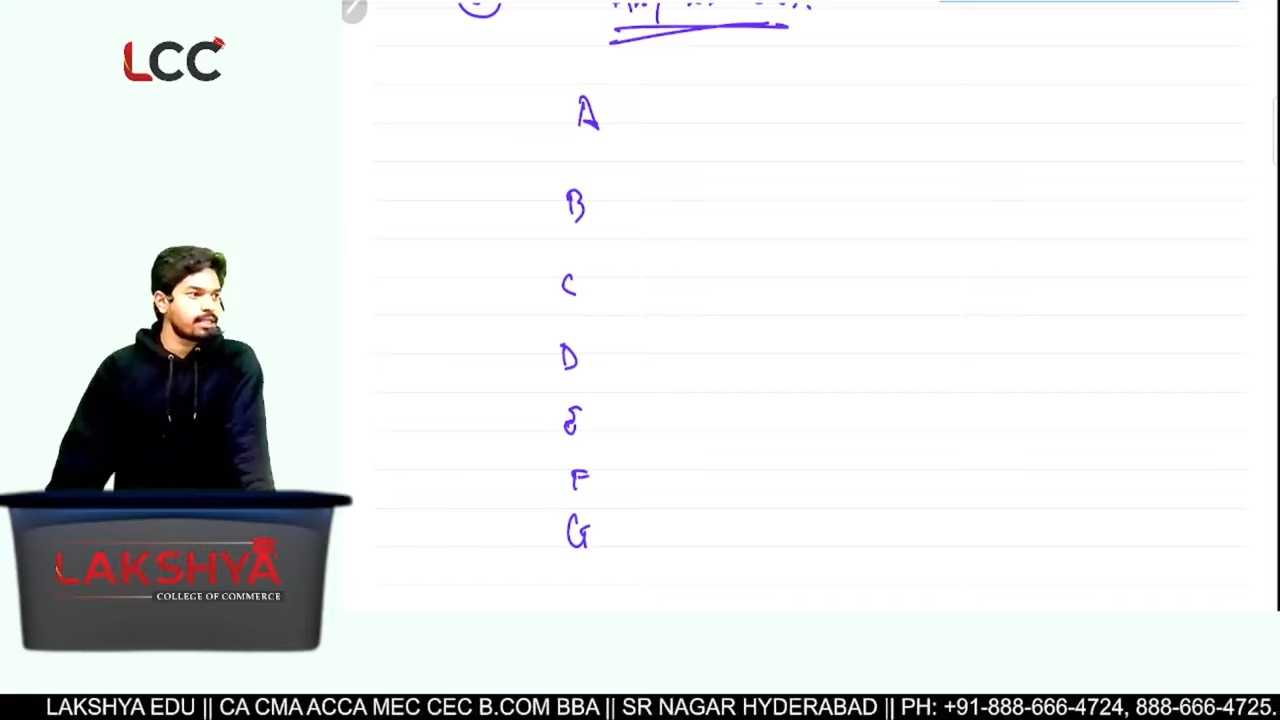 LCC
A
B
C
D
E
F
G
LAKSHYA
COLLEGE OF COMMERCE
LAKSHYA EDU || CA CMA ACCA MEC CEC B.COM BBA || SR NAGAR HYDERABAD || PH: +91-888-666-4724, 888-666-4725.